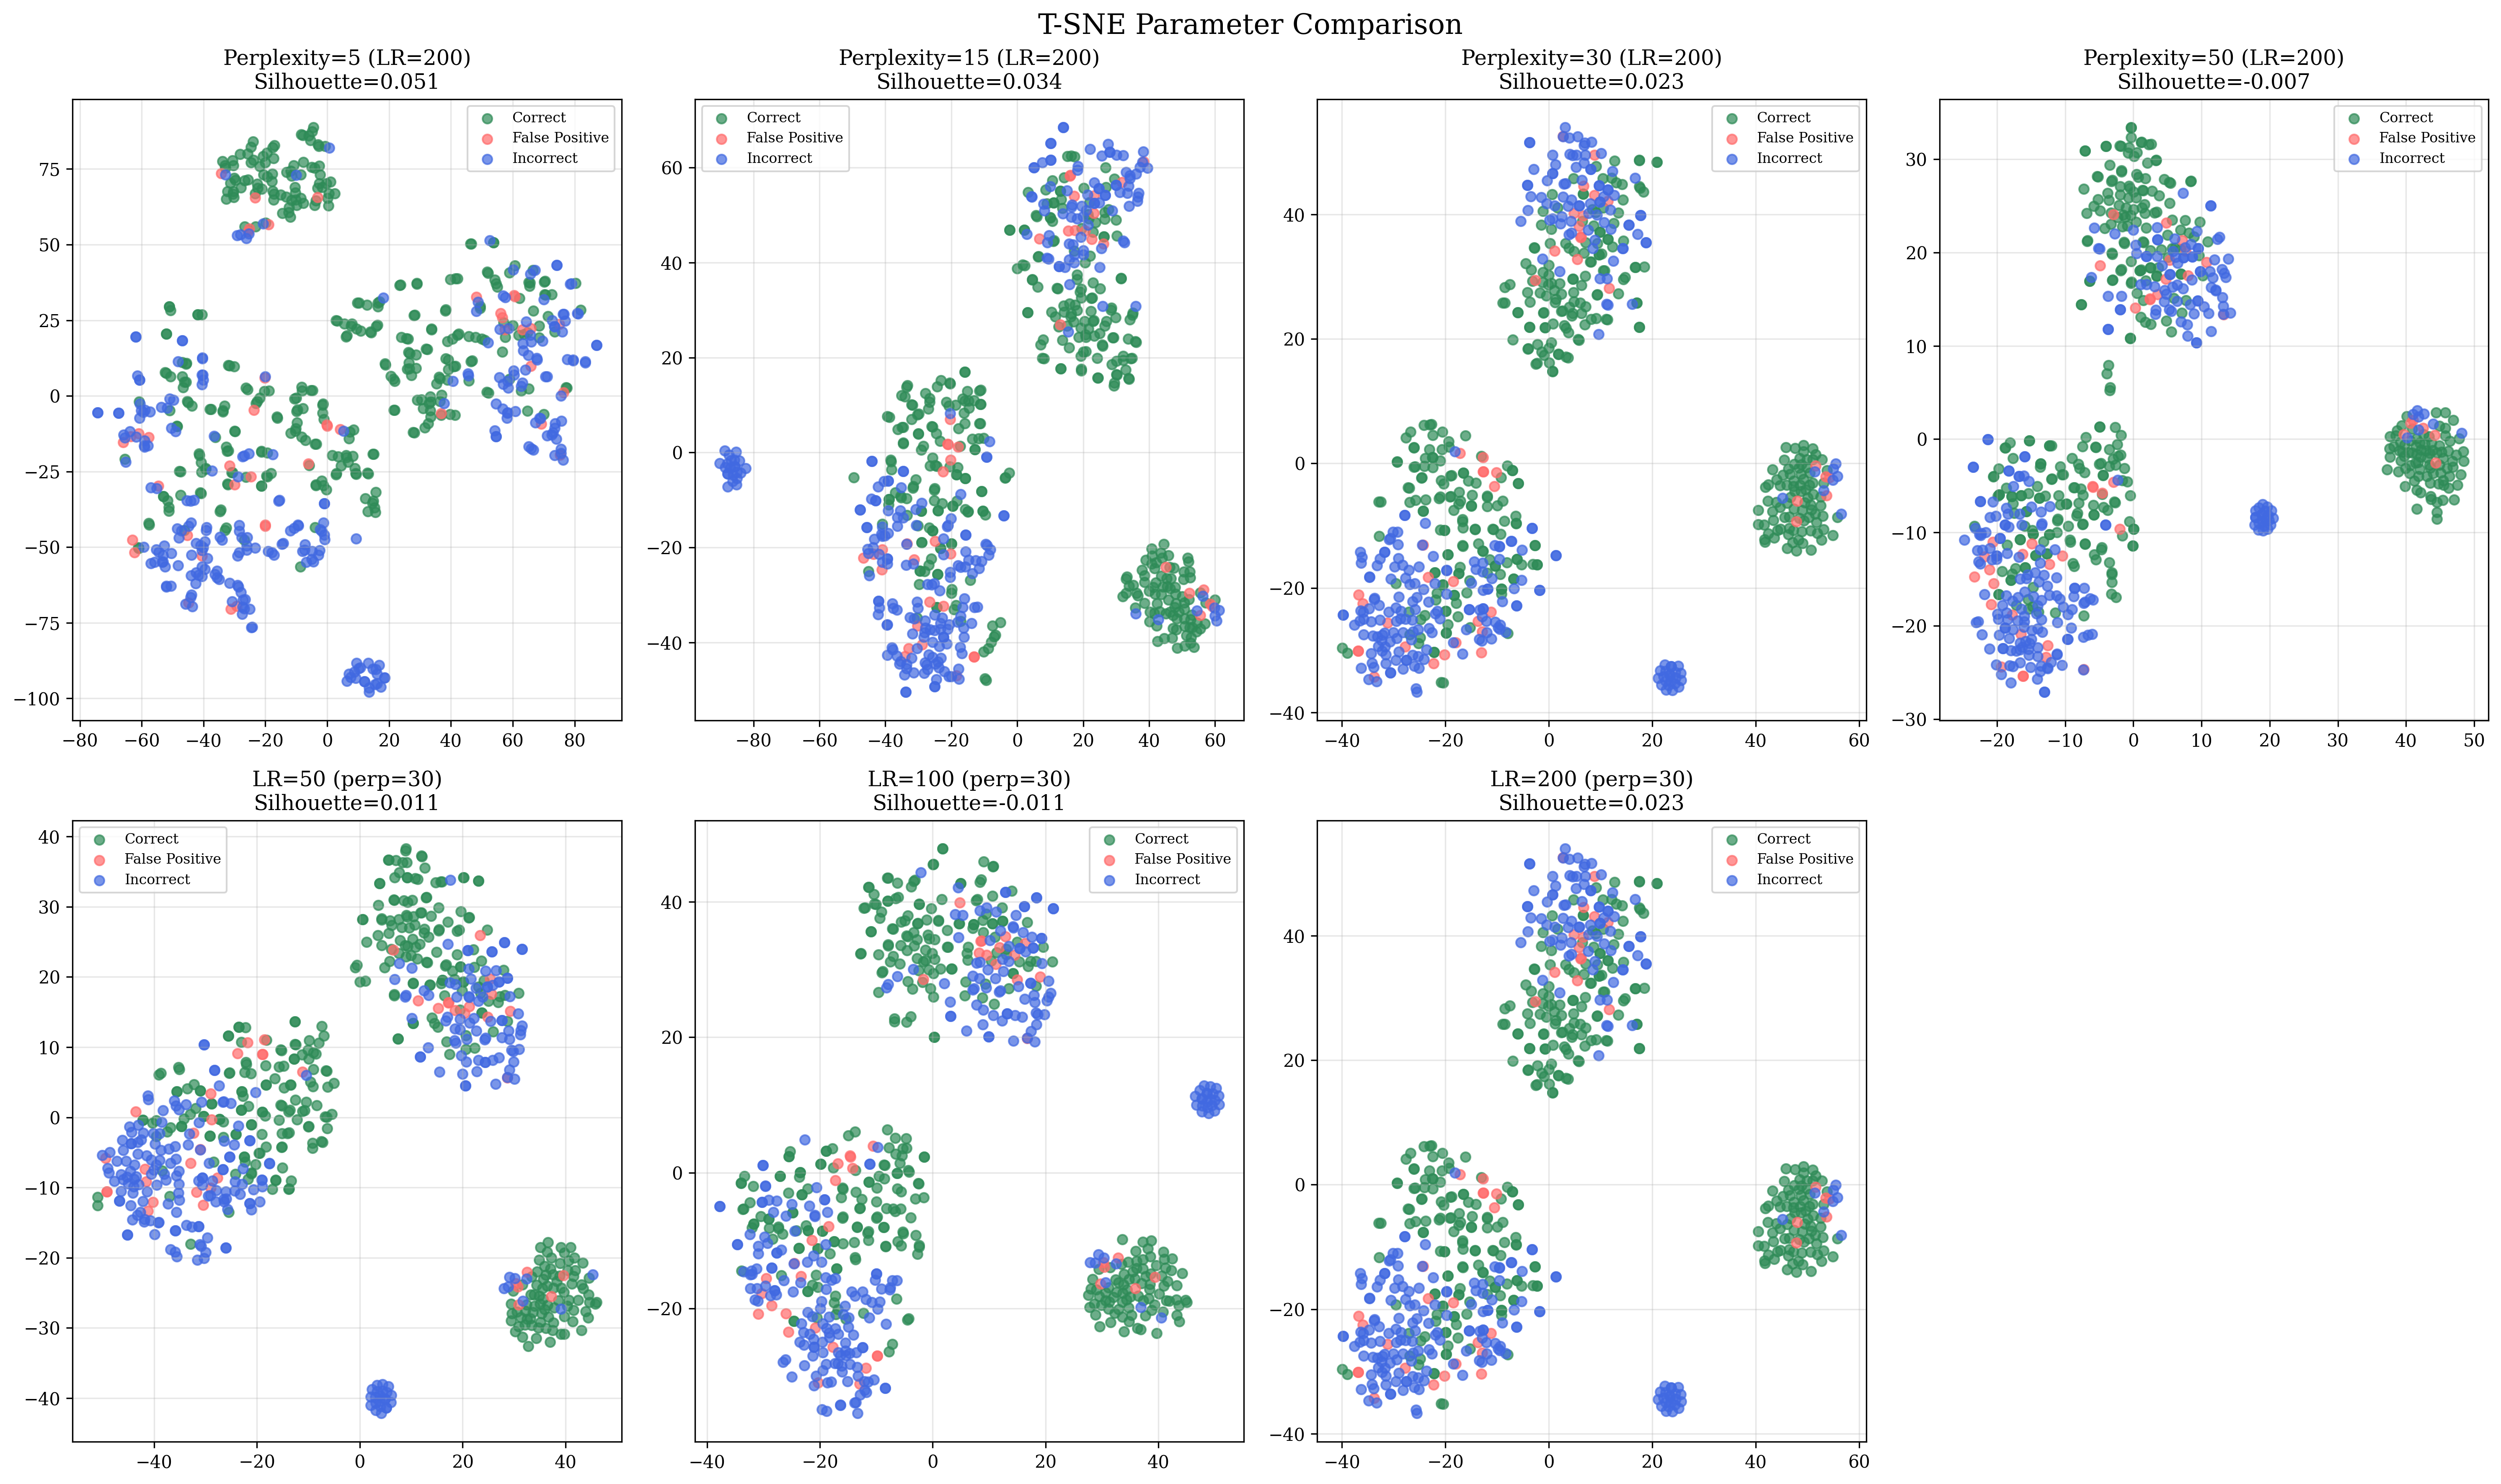 T-SNE Parameter Comparison
Perplexity=5 (LR=200)
Silhouette=0.051
Correct
False Positive
Incorrect
75
50
25
0
−25
−50
−75
−100
−80 −60 −40 −20 0 20 40 60 80
Perplexity=15 (LR=200)
Silhouette=0.034
Correct
False Positive
Incorrect
60
40
20
0
−20
−40
−80 −60 −40 −20 0 20 40 60
Perplexity=30 (LR=200)
Silhouette=0.023
Correct
False Positive
Incorrect
40
20
0
−20
−40
−40 −20 0 20 40 60
Perplexity=50 (LR=200)
Silhouette=-0.007
Correct
False Positive
Incorrect
30
20
10
0
−10
−20
−30
−20 −10 0 10 20 30 40 50
LR=50 (perp=30)
Silhouette=0.011
Correct
False Positive
Incorrect
40
30
20
10
0
−10
−20
−30
−40
−40 −20 0 20 40
LR=100 (perp=30)
Silhouette=-0.011
Correct
False Positive
Incorrect
40
20
0
−20
−40 −20 0 20 40
LR=200 (perp=30)
Silhouette=0.023
Correct
False Positive
Incorrect
40
20
0
−20
−40
−40 −20 0 20 40 60